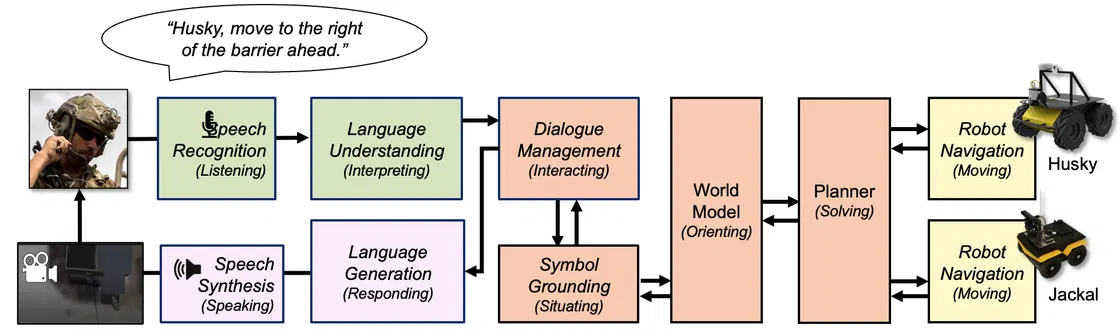 “Husky, move to the right
of the barrier ahead.”
Speech
Recognition
(Listening)
Language
Understanding
(Interpreting)
Dialogue
Management
(Interacting)
World
Model
(Orienting)
Planner
(Solving)
Robot
Navigation
(Moving)
Husky
Speech
Synthesis
(Speaking)
Language
Generation
(Responding)
Symbol
Grounding
(Situating)
Robot
Navigation
(Moving)
Jackal